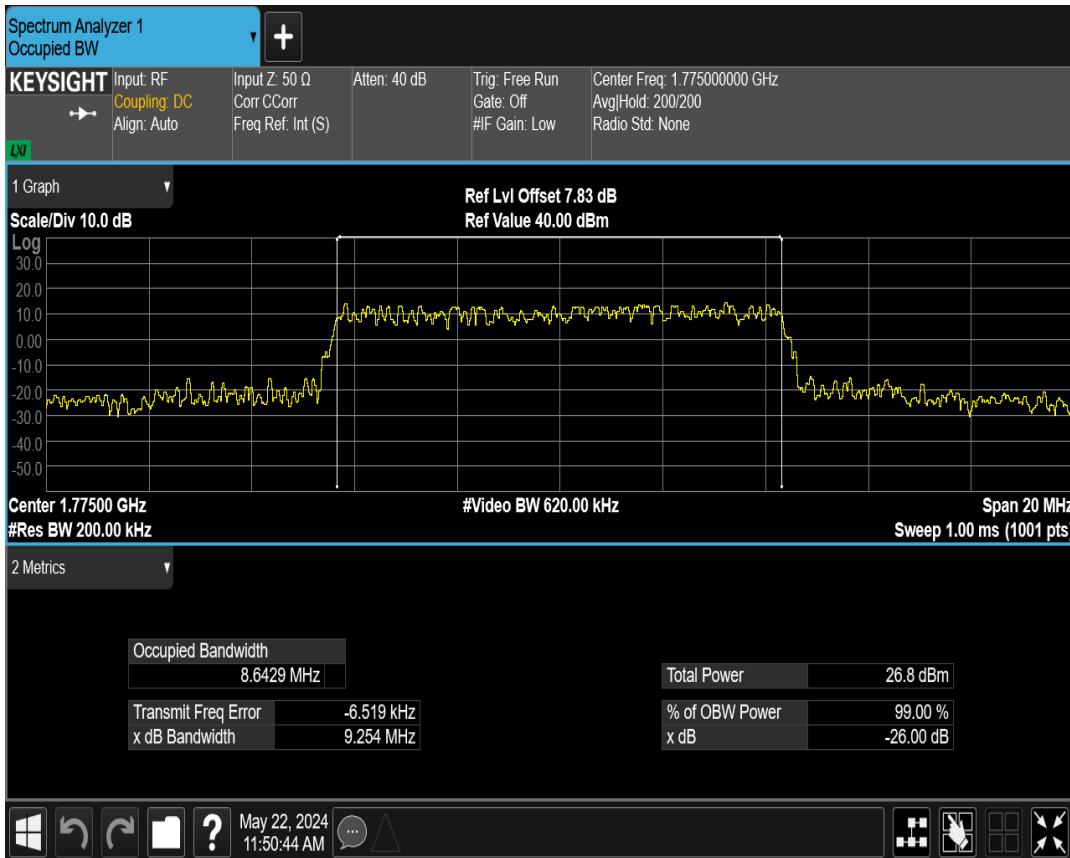 Spectrum Analyzer 1
Occupied BW
+
KEYSIGHT
LXI
Input: RF
Coupling: DC
Align: Auto
Input Z: 50 Ω
Corr CCorr
Freq Ref: Int (S)
Atten: 40 dB
Trig: Free Run
Gate: Off
#IF Gain: Low
Center Freq: 1.775000000 GHz
Avg|Hold: 200/200
Radio Std: None
1 Graph
Scale/Div 10.0 dB
Ref Lvl Offset 7.83 dB
Ref Value 40.00 dBm
Log
30.0
20.0
10.0
0.00
-10.0
-20.0
-30.0
-40.0
-50.0
Center 1.77500 GHz
#Video BW 620.00 kHz
Span 20 MHz
#Res BW 200.00 kHz
Sweep 1.00 ms (1001 pts)
2 Metrics
Occupied Bandwidth
8.6429 MHz
Total Power 26.8 dBm
Transmit Freq Error -6.519 kHz
% of OBW Power 99.00 %
x dB Bandwidth 9.254 MHz
x dB -26.00 dB
?
May 22, 2024
11:50:44 AM